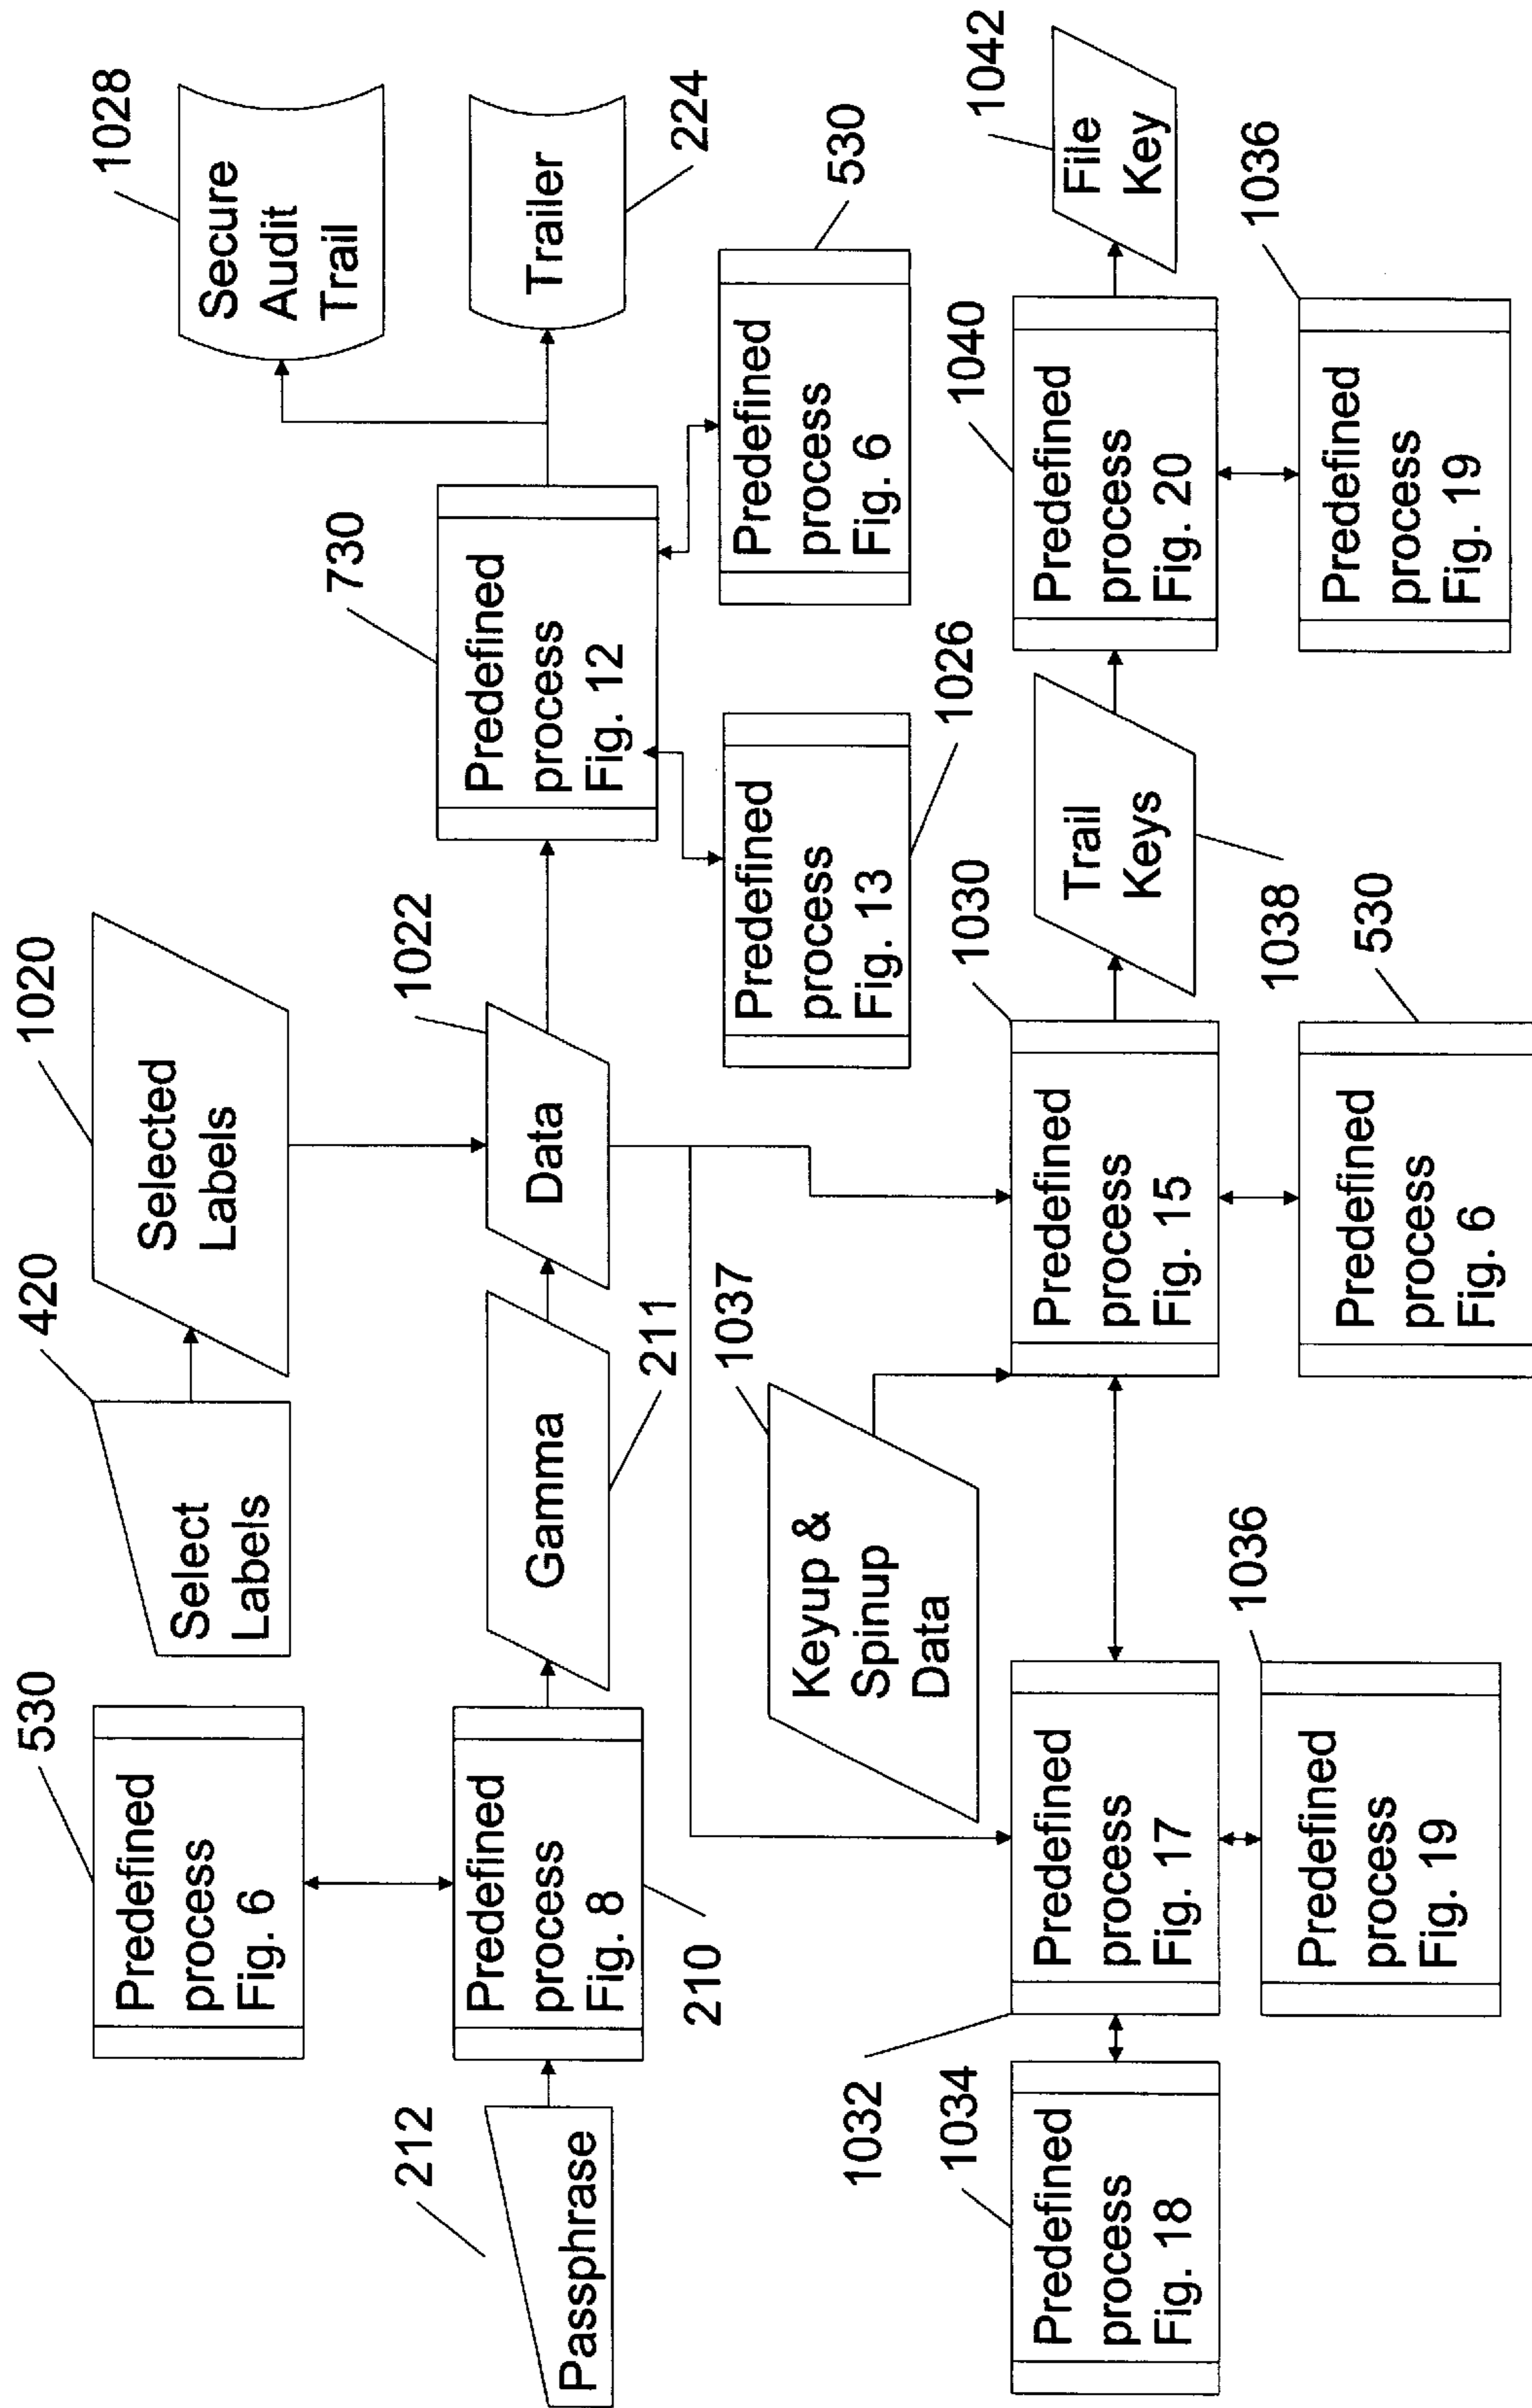 530
Predefined
process
Fig. 6
420
Select
Labels
1020
Selected
Labels
1028
Secure
Audit
Trail
212
Passphrase
Predefined
process
Fig. 8
210
Gamma
211
1022
Data
730
Predefined
process
Fig. 12
Trailer
224
Predefined
process
Fig. 13
1026
530
Predefined
process
Fig. 6
1037
Keyup &
Spinup
Data
1032
1034
Predefined
process
Fig. 18
Predefined
process
Fig. 17
1036
Predefined
process
Fig. 19
1030
Predefined
process
Fig. 15
530
Predefined
process
Fig. 6
Trail
Keys
1038
1040
Predefined
process
Fig. 20
1042
File
Key
1036
Predefined
process
Fig. 19